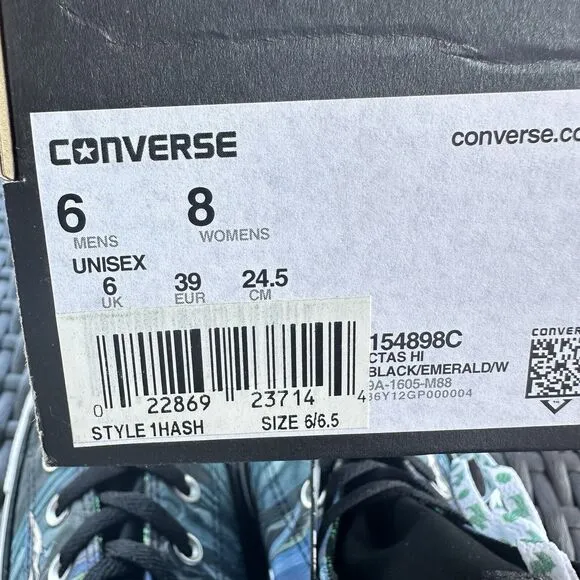 CONVERSE
converse.co
6 8
MENS WOMENS
UNISEX
6 39 24.5
UK EUR CM
154898C
CTAS HI
BLACK/EMERALD/W
9A-1605-M88
36Y12GP000004
CONVERS
0 22869 23714 4
STYLE 1HASH SIZE 6/6.5